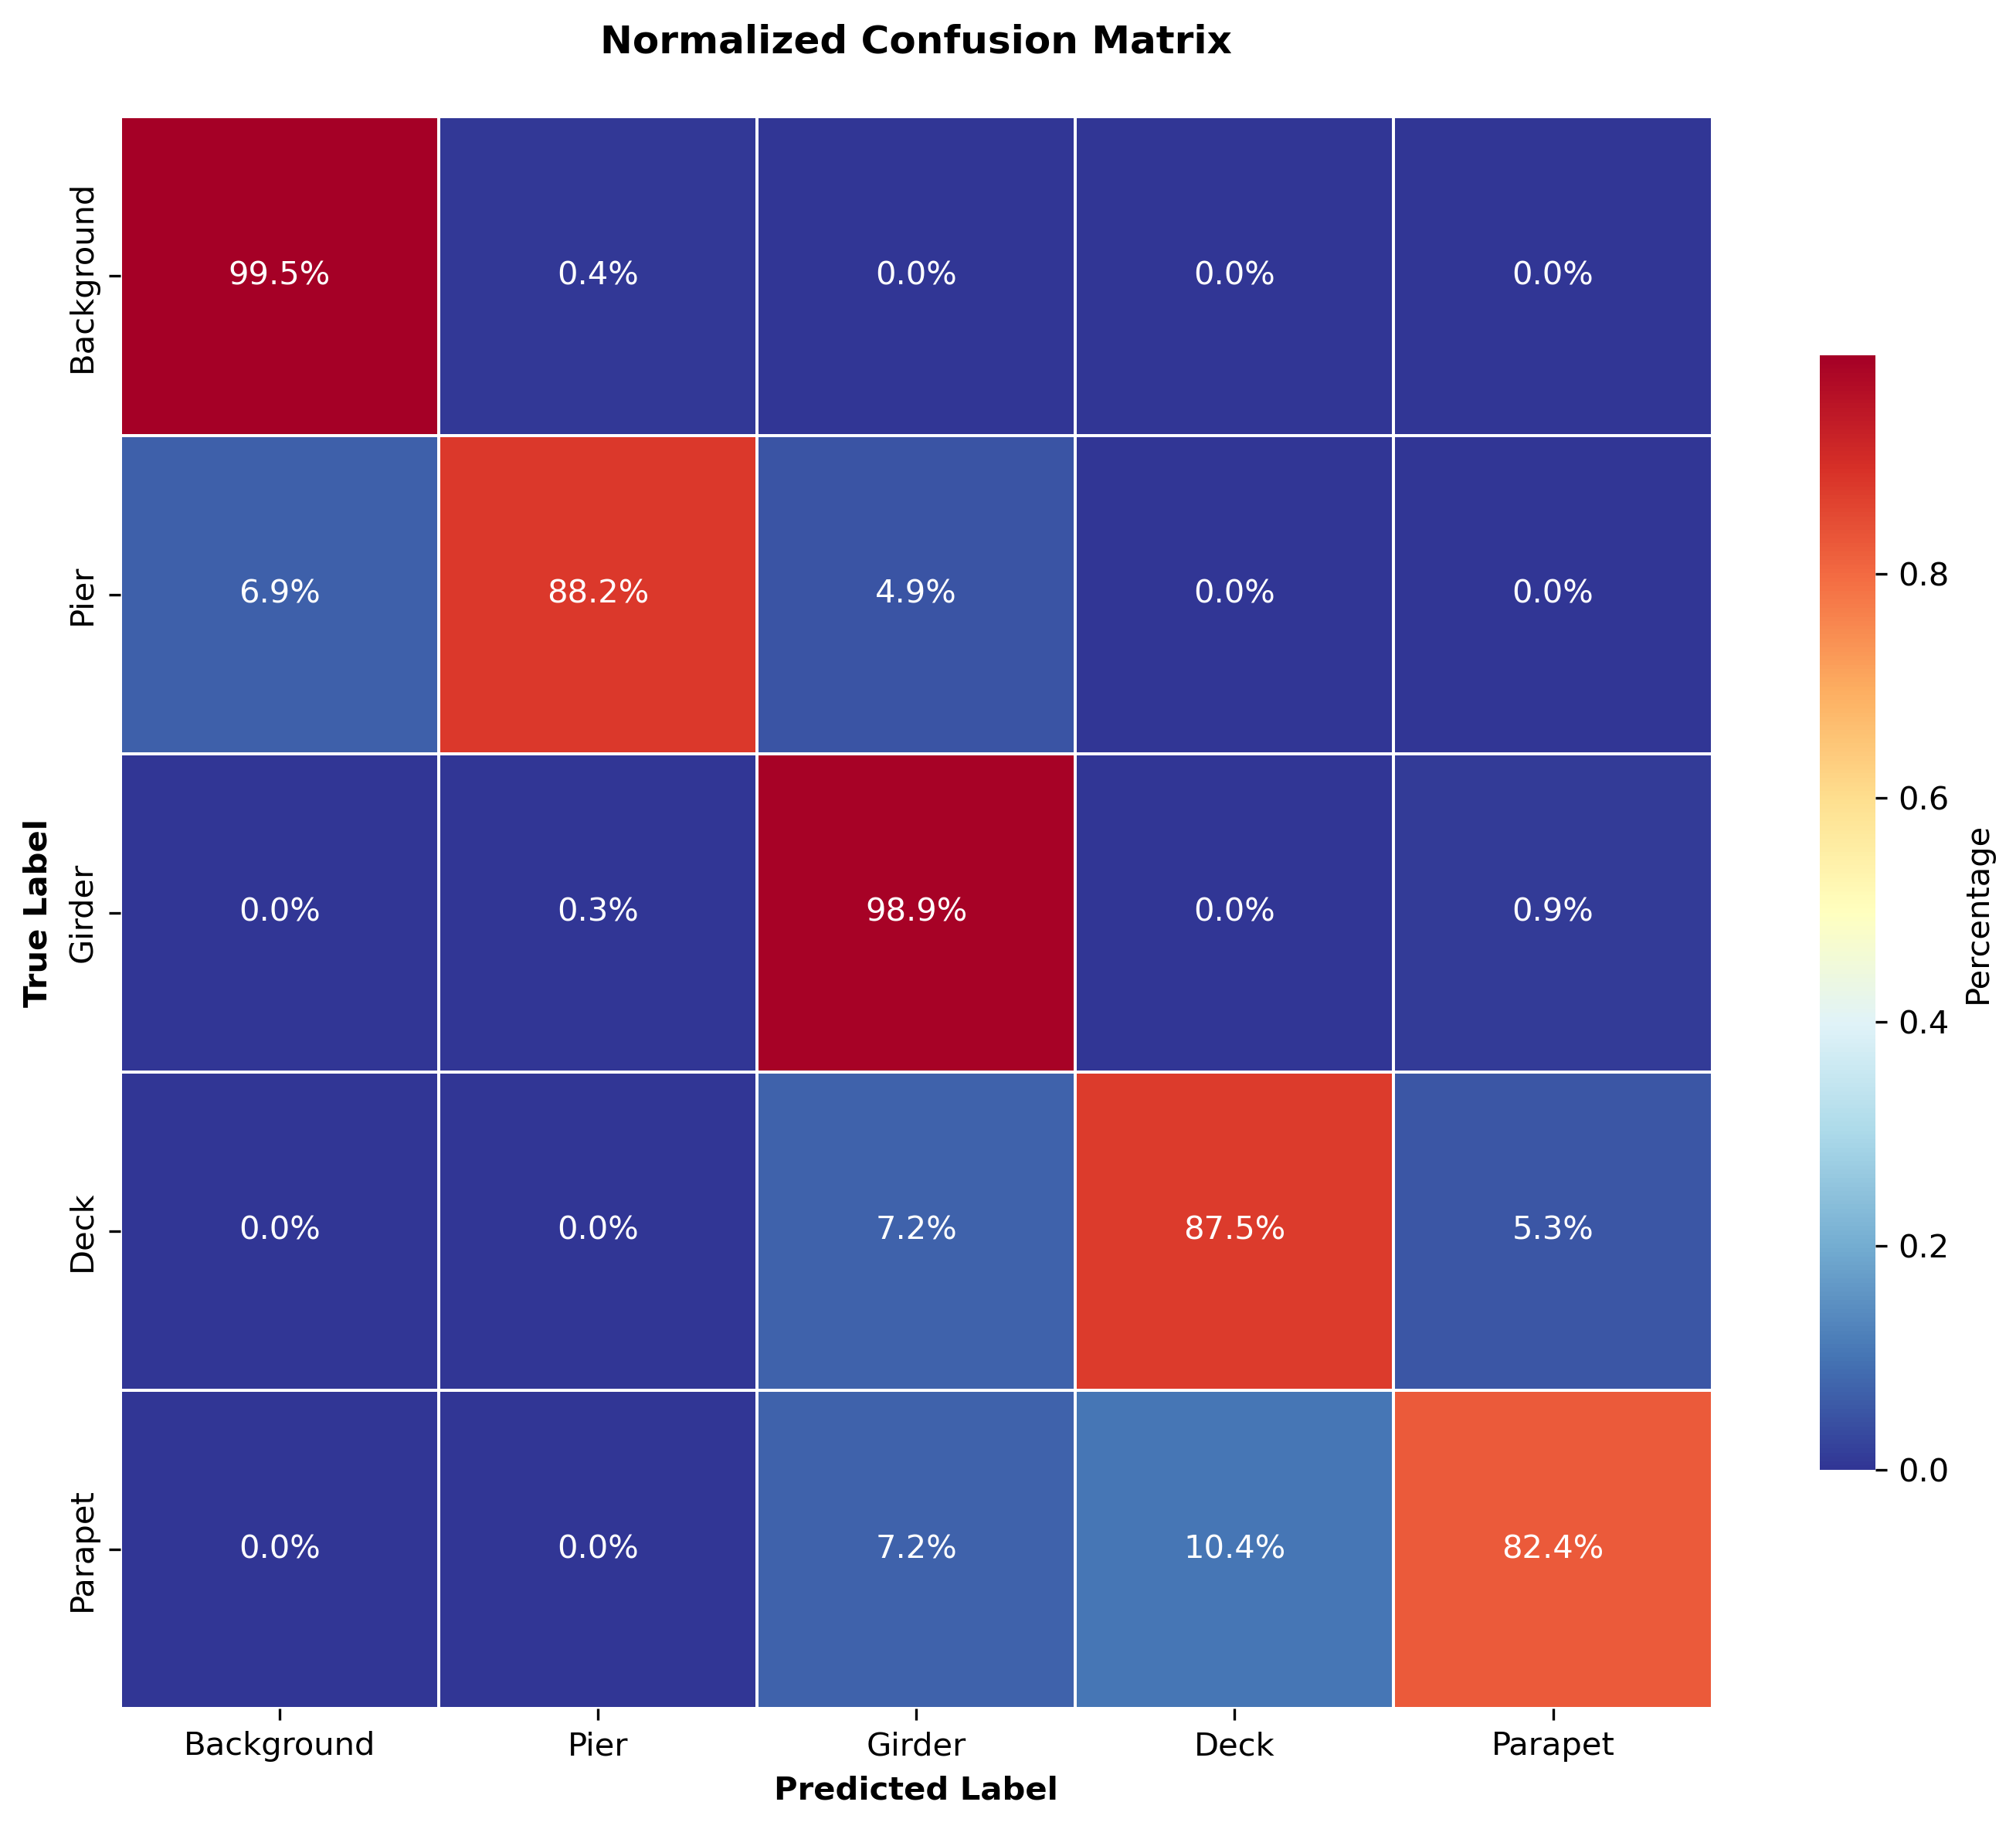 Normalized Confusion Matrix
True Label
Background
99.5% 0.4% 0.0% 0.0% 0.0%
Pier
6.9% 88.2% 4.9% 0.0% 0.0%
Girder
0.0% 0.3% 98.9% 0.0% 0.9%
Deck
0.0% 0.0% 7.2% 87.5% 5.3%
Parapet
0.0% 0.0% 7.2% 10.4% 82.4%
Background Pier Girder Deck Parapet
Predicted Label
0.8
0.6
0.4
0.2
0.0
Percentage